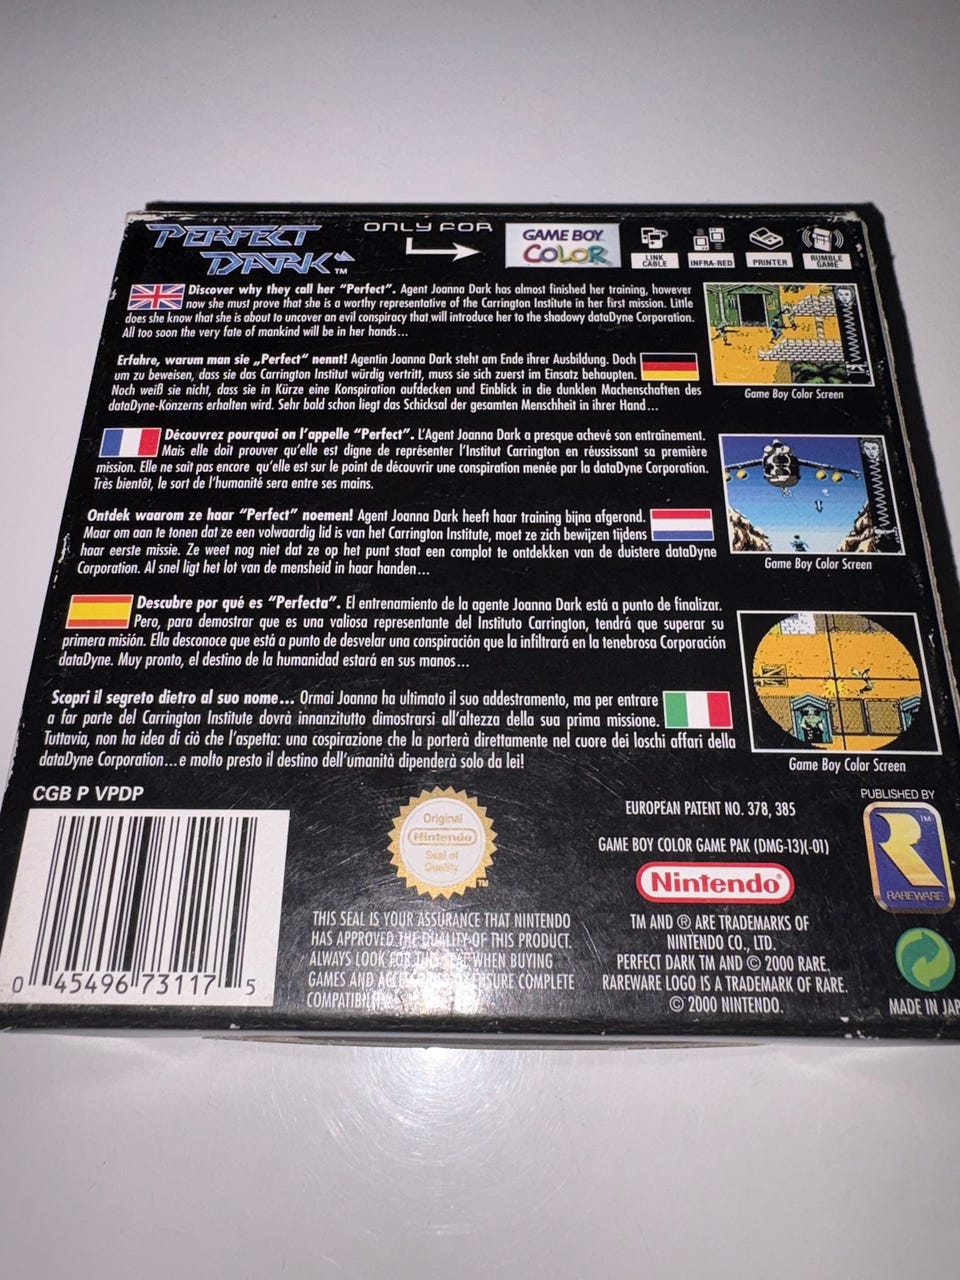 PERFECT DARK™
ONLY FOR
GAME BOY COLOR
LINK CABLE
INFRA-RED
PRINTER
RUMBLE GAME
Discover why they call her “Perfect”. Agent Joanna Dark has almost finished her training, however
now she must prove that she is a worthy representative of the Carrington Institute in her first mission. Little
does she know that she is about to uncover an evil conspiracy that will introduce her to the shadowy dataDyne Corporation.
All too soon the very fate of mankind will be in her hands...
Game Boy Color Screen
Erfahre, warum man sie „Perfect” nennt! Agentin Joanna Dark steht am Ende ihrer Ausbildung. Doch
um zu beweisen, dass sie das Carrington Institut würdig vertritt, muss sie sich zuerst im Einsatz behaupten.
Noch weiß sie nicht, dass sie in Kürze eine Konspiration aufdecken und Einblick in die dunklen Machenschaften des
dataDyne-Konzerns erhalten wird. Sehr bald schon liegt das Schicksal der gesamten Menschheit in ihrer Hand...
Découvrez pourquoi on l'appelle “Perfect”. L'Agent Joanna Dark a presque achevé son entraînement.
Mais elle doit prouver qu'elle est digne de représenter l'Institut Carrington en réussissant sa première
mission. Elle ne sait pas encore qu'elle est sur le point de découvrir une conspiration menée par la dataDyne Corporation.
Très bientôt, le sort de l'humanité sera entre ses mains.
Game Boy Color Screen
Ontdek waarom ze haar “Perfect” noemen! Agent Joanna Dark heeft haar training bijna afgerond.
Maar om aan te tonen dat ze een volwaardig lid is van het Carrington Institute, moet ze zich bewijzen tijdens
haar eerste missie. Ze weet nog niet dat ze op het punt staat een complot te ontdekken van de duistere dataDyne
Corporation. Al snel ligt het lot van de mensheid in haar handen...
Descubre por qué es “Perfecta”. El entrenamiento de la agente Joanna Dark está a punto de finalizar.
Pero, para demostrar que es una valiosa representante del Instituto Carrington, tendrá que superar su
primera misión. Ella desconoce que está a punto de desvelar una conspiración que la infiltrará en la tenebrosa Corporación
dataDyne. Muy pronto, el destino de la humanidad estará en sus manos...
Scopri il segreto dietro al suo nome... Ormai Joanna ha ultimato il suo addestramento, ma per entrare
a far parte del Carrington Institute dovrà innanzitutto dimostrarsi all'altezza della sua prima missione.
Tuttavia, non ha idea di ciò che l'aspetta: una cospirazione che la porterà direttamente nel cuore dei loschi affari della
dataDyne Corporation...e molto presto il destino dell'umanità dipenderà solo da lei!
Game Boy Color Screen
CGB P VPDP
0 45496 73117 5
Original
Nintendo
Seal of
Quality
™
THIS SEAL IS YOUR ASSURANCE THAT NINTENDO
HAS APPROVED THE QUALITY OF THIS PRODUCT.
ALWAYS LOOK FOR THIS SEAL WHEN BUYING
GAMES AND ENSURE COMPLETE
EUROPEAN PATENT NO. 378, 385
GAME BOY COLOR GAME PAK (DMG-13)(-01)
Nintendo®
TM AND ® ARE TRADEMARKS OF
NINTENDO CO., LTD.
PERFECT DARK TM AND © 2000 RARE.
RAREWARE LOGO IS A TRADEMARK OF RARE.
© 2000 NINTENDO.
PUBLISHED BY
R™
RAREWARE
MADE IN JAP